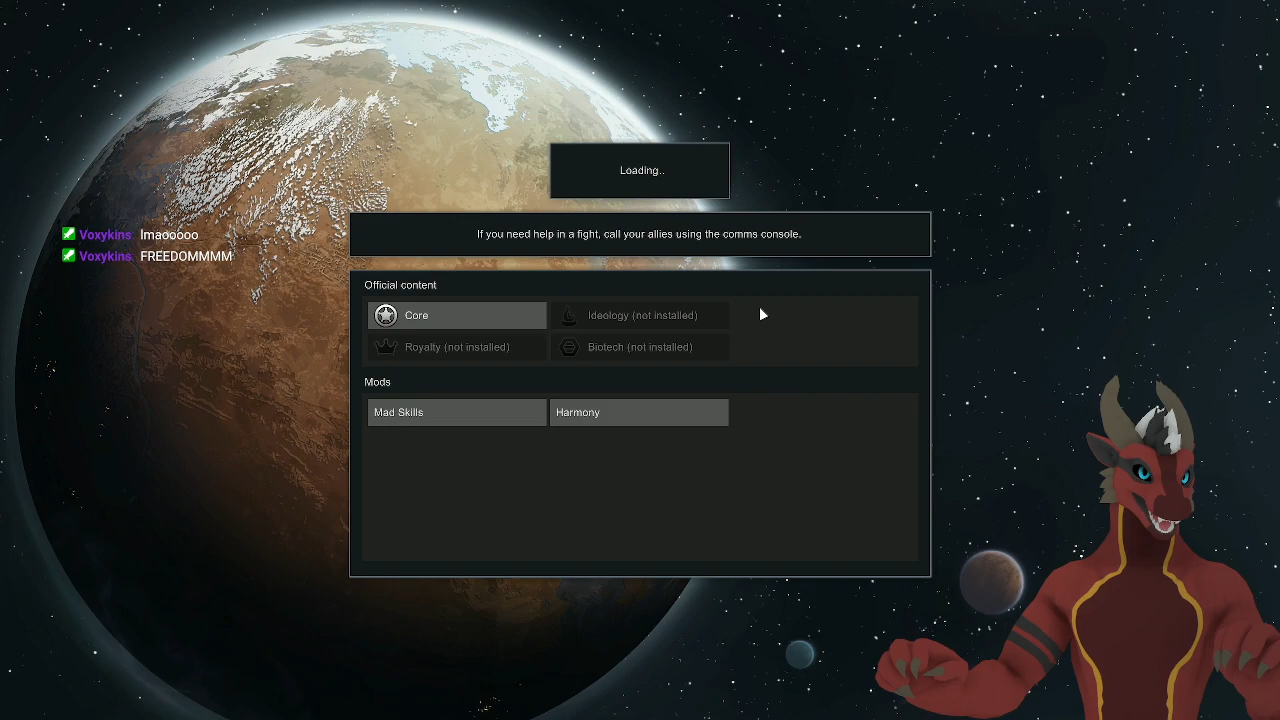 Loading..
If you need help in a fight, call your allies using the comms console.
Voxykins: lmaooooo
Voxykins: FREEDOMMMM
Official content
Core
Ideology (not installed)
Royalty (not installed)
Biotech (not installed)
Mods
Mad Skills
Harmony